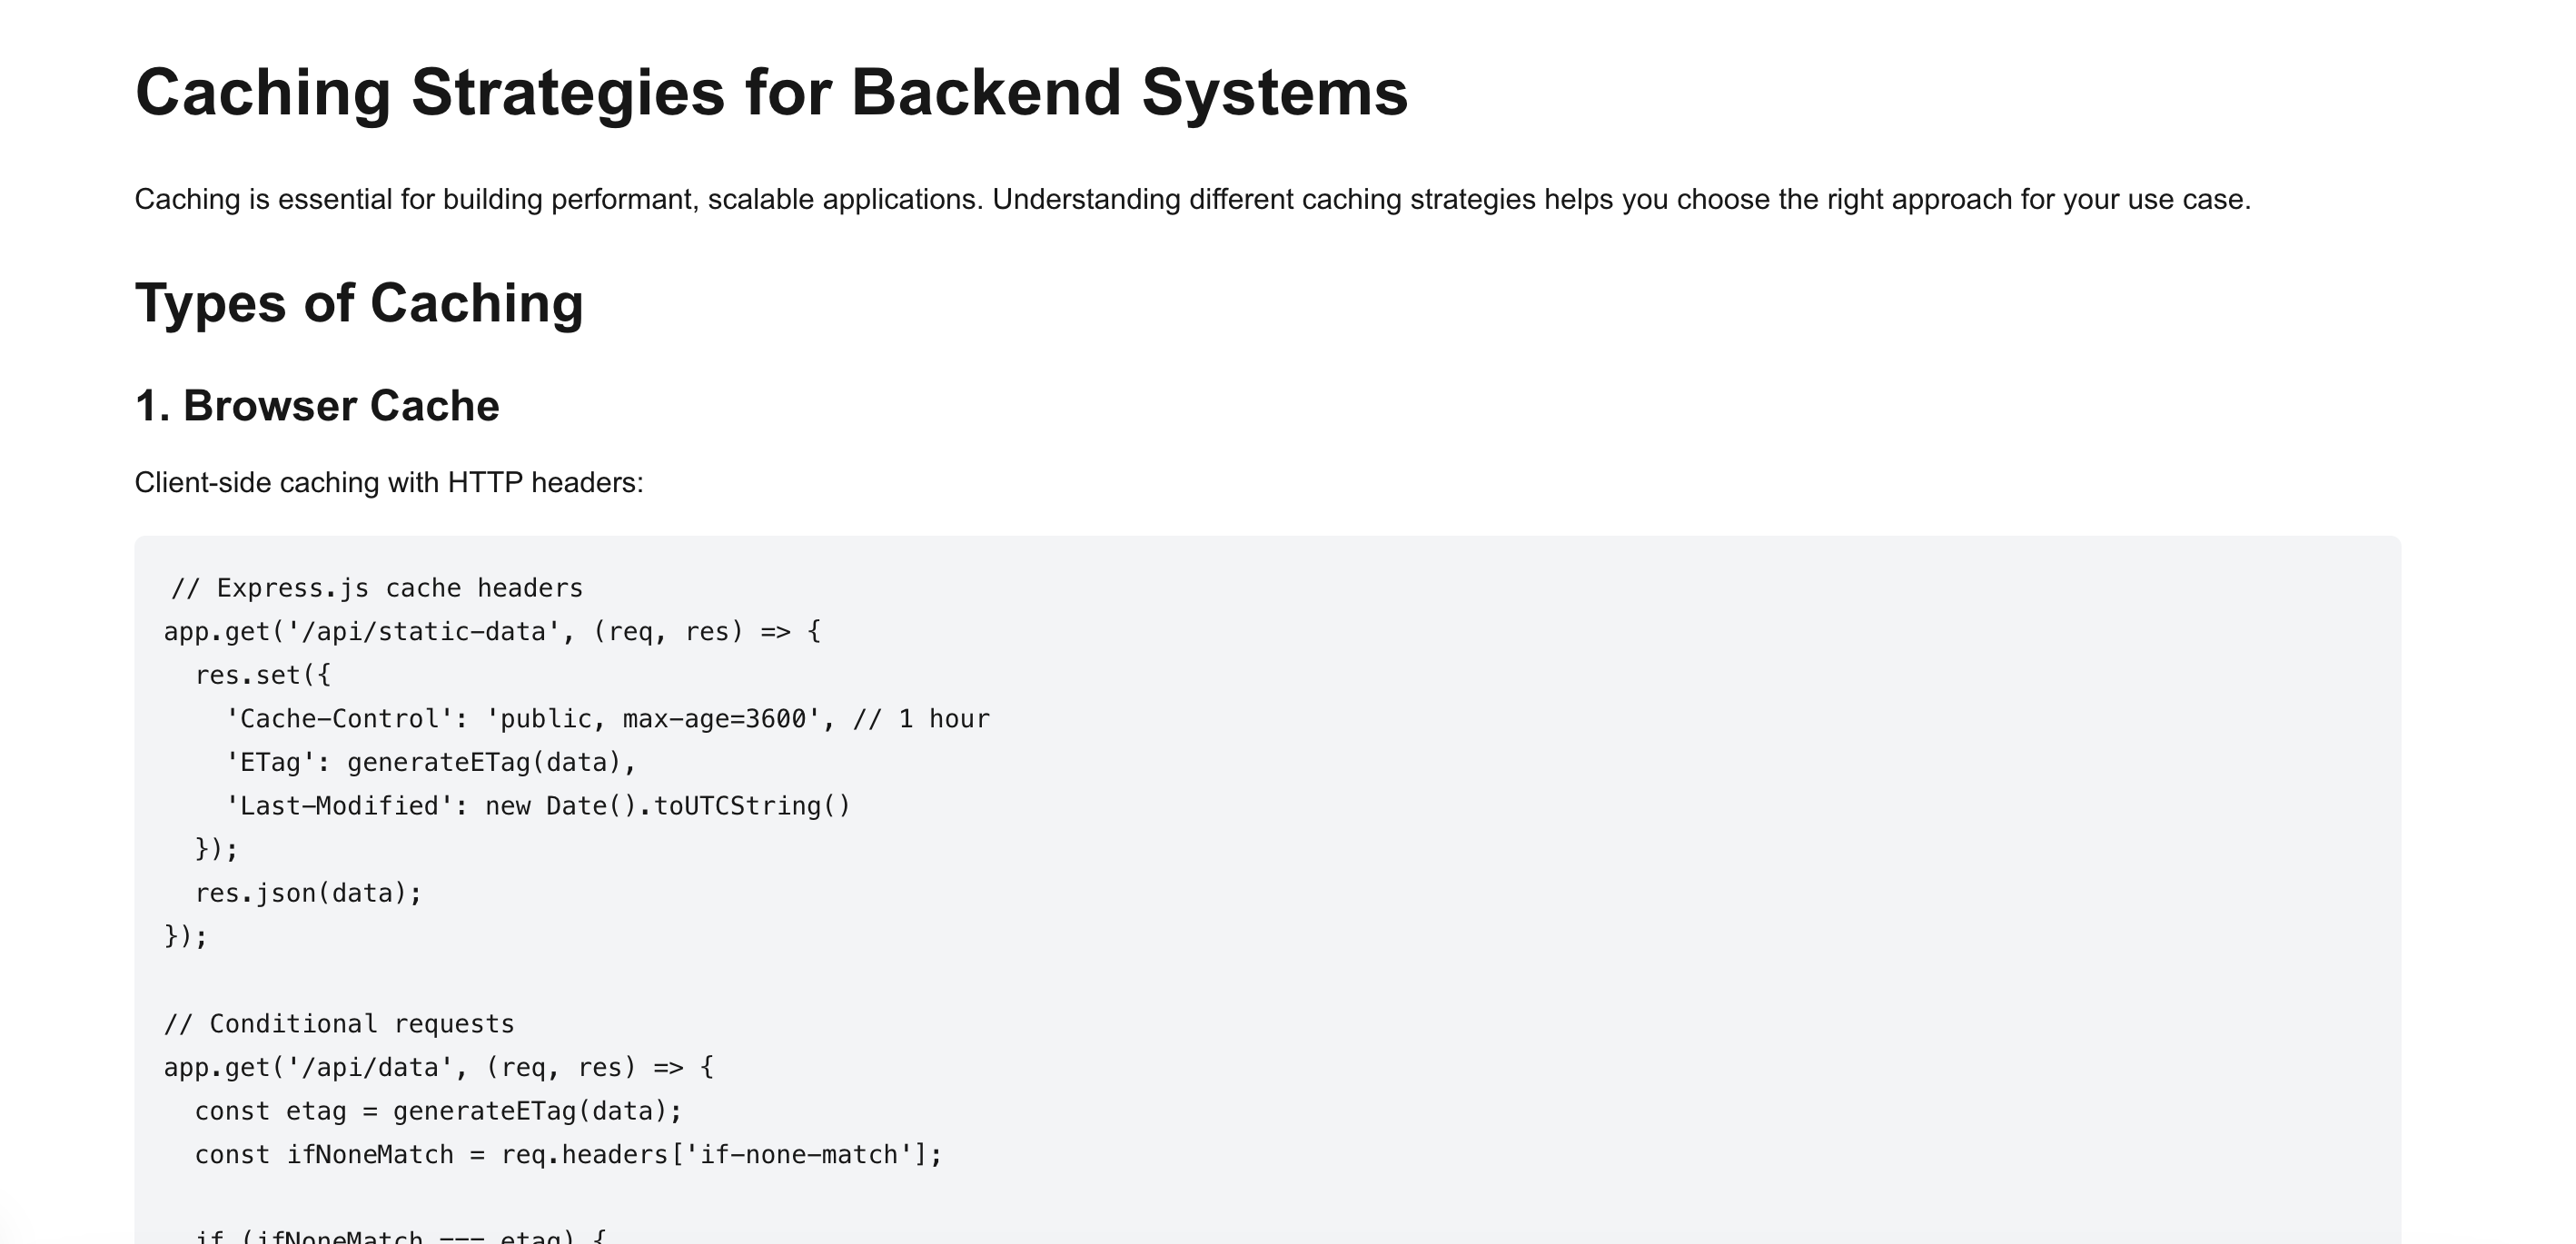 Caching Strategies for Backend Systems
Caching is essential for building performant, scalable applications. Understanding different caching strategies helps you choose the right approach for your use case.
Types of Caching
1. Browser Cache
Client-side caching with HTTP headers:
// Express.js cache headers
app.get('/api/static-data', (req, res) => {
  res.set({
    'Cache-Control': 'public, max-age=3600', // 1 hour
    'ETag': generateETag(data),
    'Last-Modified': new Date().toUTCString()
  });
  res.json(data);
});

// Conditional requests
app.get('/api/data', (req, res) => {
  const etag = generateETag(data);
  const ifNoneMatch = req.headers['if-none-match'];

  if (ifNoneMatch === etag) {